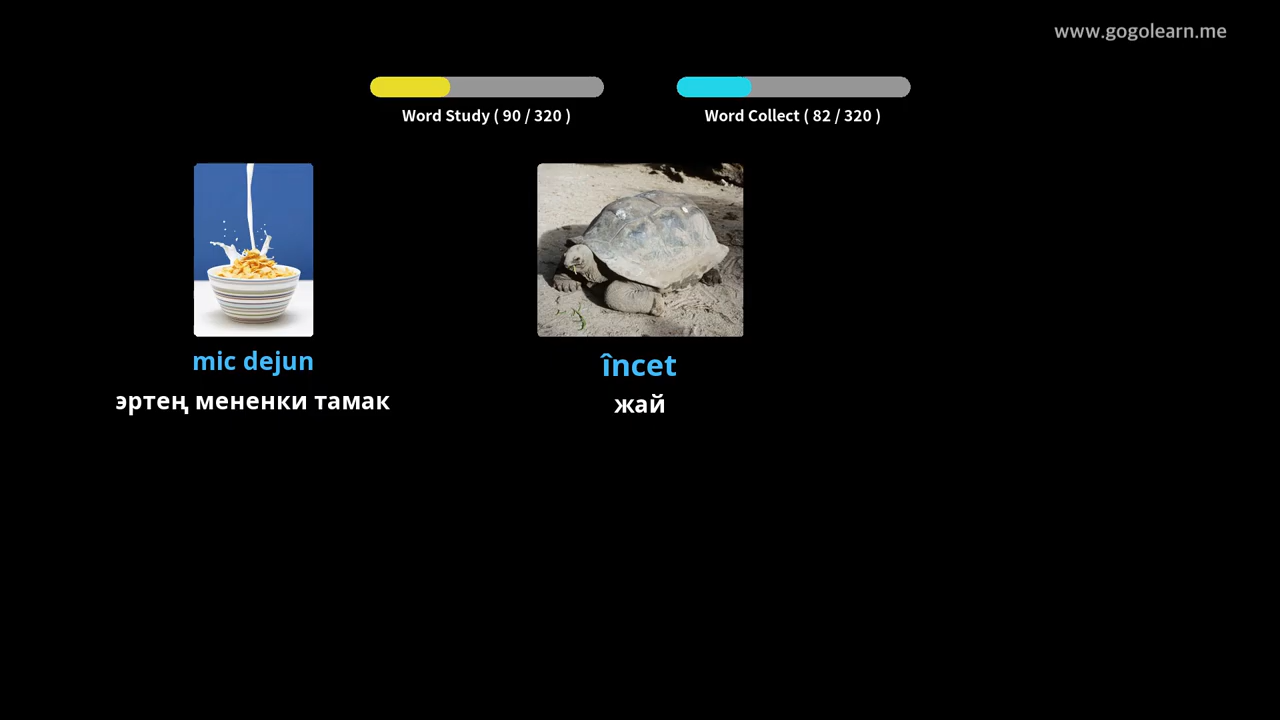 www.gogolearn.me
Word Study ( 90 / 320 )
Word Collect ( 82 / 320 )
mic dejun
эртең мененки тамак
încet
жай